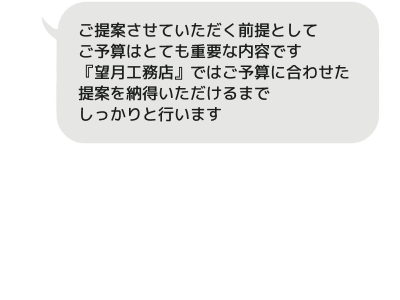 ご提案させていただく前提として
ご予算はとても重要な内容です
『望月工務店』ではご予算に合わせた
提案を納得いただけるまで
しっかりと行います